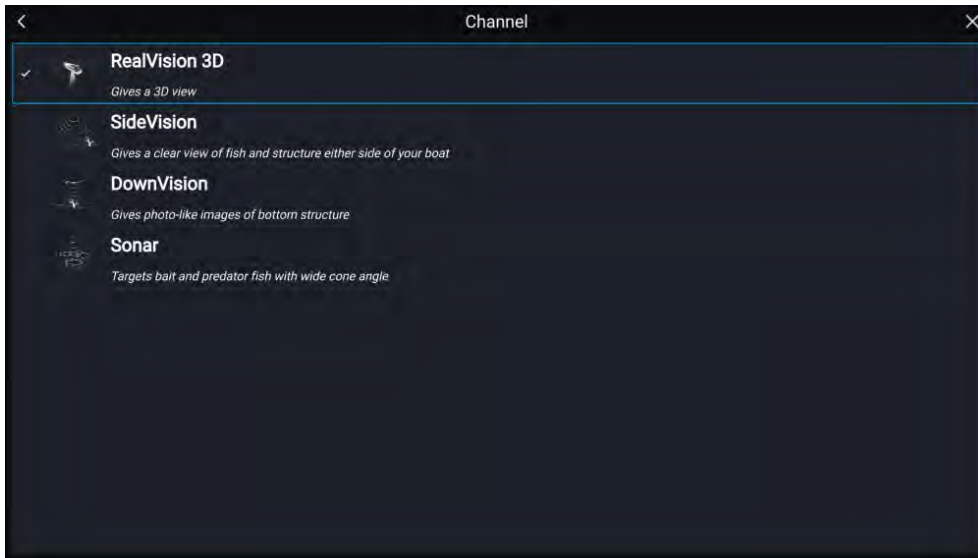 Channel
RealVision 3D
Gives a 3D view
SideVision
Gives a clear view of fish and structure either side of your boat
DownVision
Gives photo-like images of bottom structure
Sonar
Targets bait and predator fish with wide cone angle